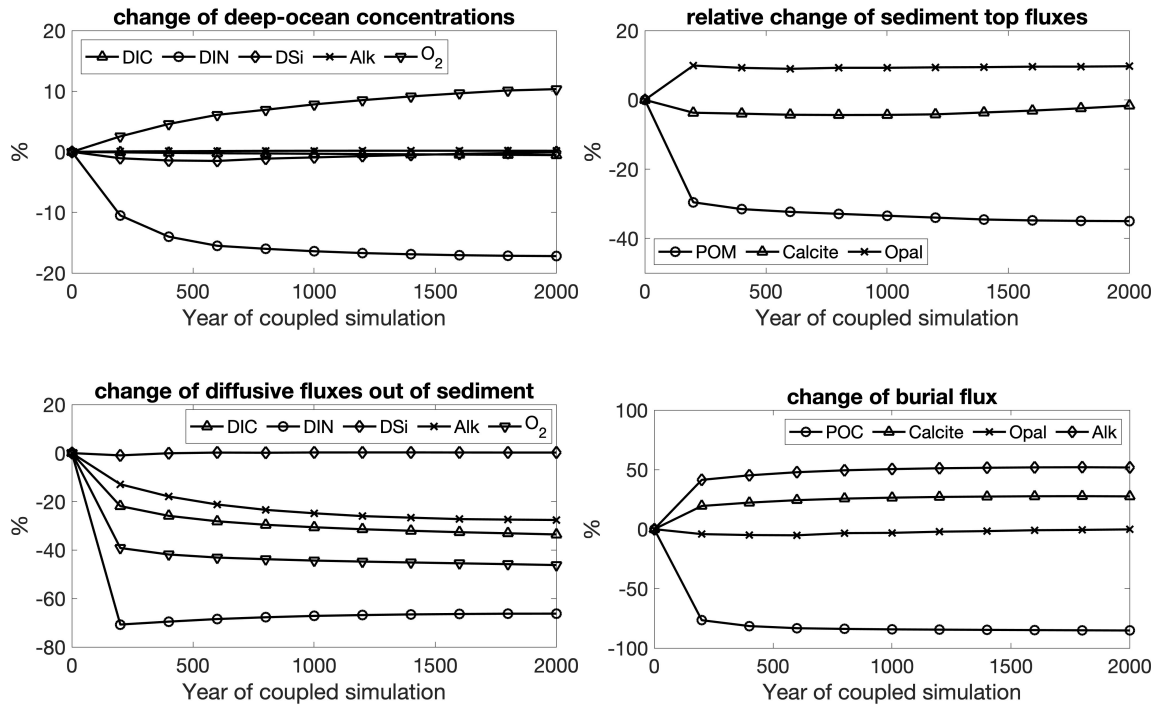 change of deep-ocean concentrations
20
10
0
-10
-20
%
DIC DIN DSi Alk O2
0 500 1000 1500 2000
Year of coupled simulation
relative change of sediment top fluxes
20
0
-20
-40
%
POM Calcite Opal
0 500 1000 1500 2000
Year of coupled simulation
change of diffusive fluxes out of sediment
20
0
-20
-40
-60
-80
%
DIC DIN DSi Alk O2
0 500 1000 1500 2000
Year of coupled simulation
change of burial flux
100
50
0
-50
-100
%
POC Calcite Opal Alk
0 500 1000 1500 2000
Year of coupled simulation